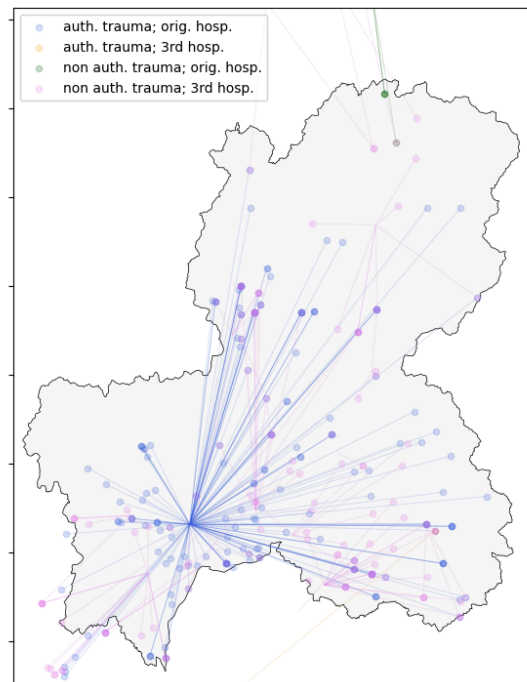 auth. trauma; orig. hosp.
auth. trauma; 3rd hosp.
non auth. trauma; orig. hosp.
non auth. trauma; 3rd hosp.